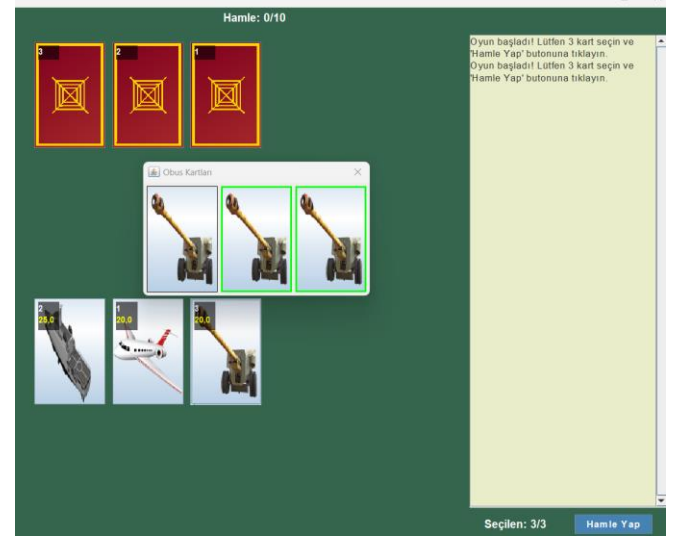 Hamle: 0/10
3
2
1
Oyun başladı! Lütfen 3 kart seçin ve
'Hamle Yap' butonuna tıklayın.
Oyun başladı! Lütfen 3 kart seçin ve
'Hamle Yap' butonuna tıklayın.
Obus Kartları
2
25,0
1
20,0
3
20,0
Seçilen: 3/3
Hamle Yap